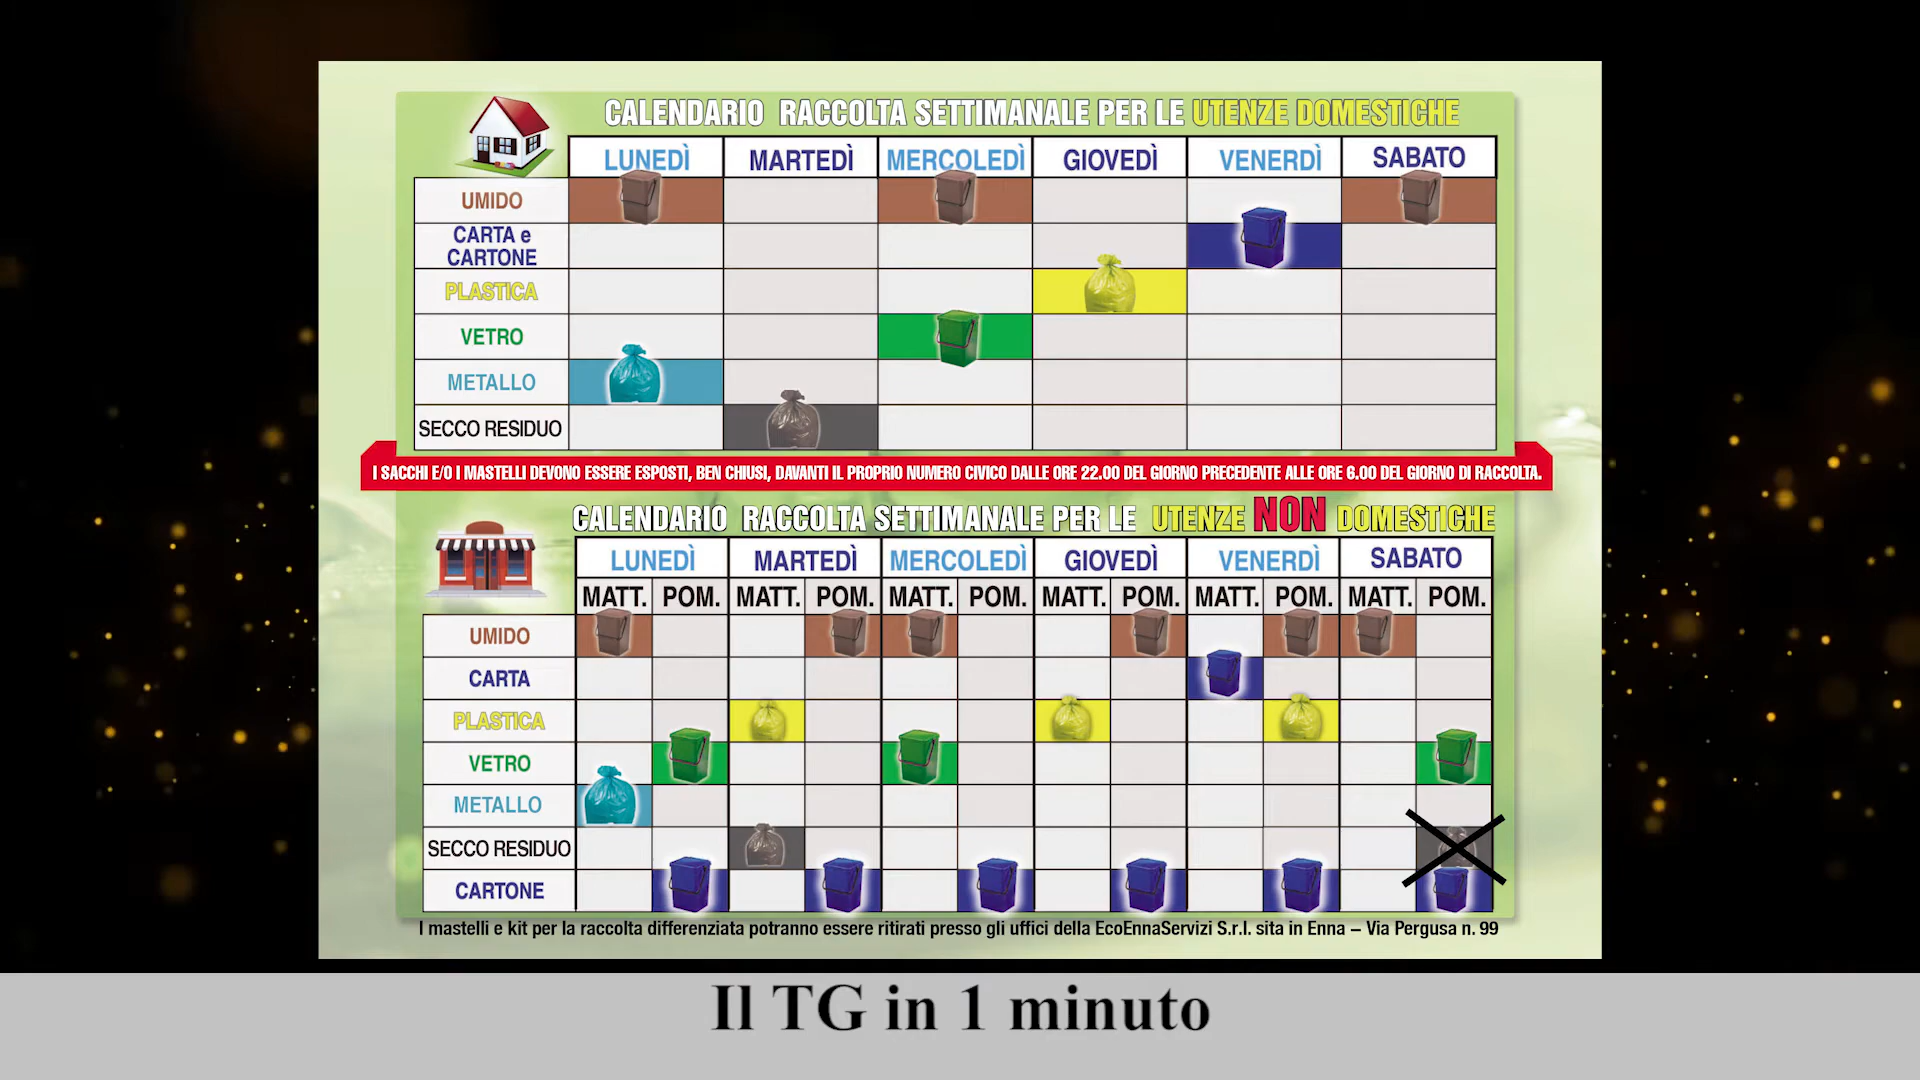 CALENDARIO RACCOLTA SETTIMANALE PER LE UTENZE DOMESTICHE
LUNEDÌ MARTEDÌ MERCOLEDÌ GIOVEDÌ VENERDÌ SABATO
UMIDO
CARTA e
CARTONE
PLASTICA
VETRO
METALLO
SECCO RESIDUO
I SACCHI E/O I MASTELLI DEVONO ESSERE ESPOSTI, BEN CHIUSI, DAVANTI IL PROPRIO NUMERO CIVICO DALLE ORE 22.00 DEL GIORNO PRECEDENTE ALLE ORE 6.00 DEL GIORNO DI RACCOLTA.
CALENDARIO RACCOLTA SETTIMANALE PER LE UTENZE NON DOMESTICHE
LUNEDÌ MARTEDÌ MERCOLEDÌ GIOVEDÌ VENERDÌ SABATO
MATT. POM. MATT. POM. MATT. POM. MATT. POM. MATT. POM. MATT. POM.
UMIDO
CARTA
PLASTICA
VETRO
METALLO
SECCO RESIDUO
CARTONE
I mastelli e kit per la raccolta differenziata potranno essere ritirati presso gli uffici della EcoEnnaServizi S.r.l. sita in Enna – Via Pergusa n. 99
Il TG in 1 minuto